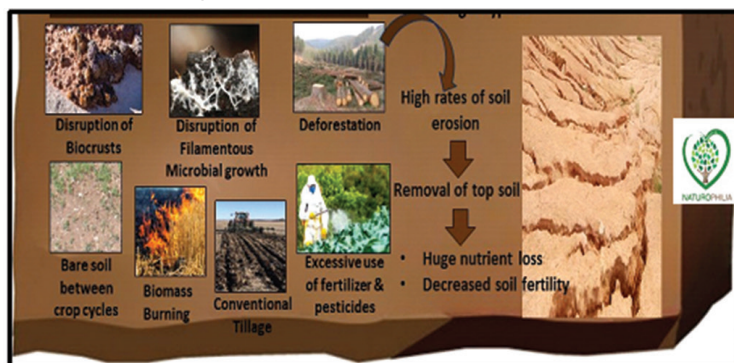 Disruption of
Biocrusts
Disruption of
Filamentous
Microbial growth
Deforestation
High rates of soil
erosion
Removal of top soil
• Huge nutrient loss
• Decreased soil fertility
Bare soil
between
crop cycles
Biomass
Burning
Conventional
Tillage
Excessive use
of fertilizer &
pesticides
NATUROPHILIA